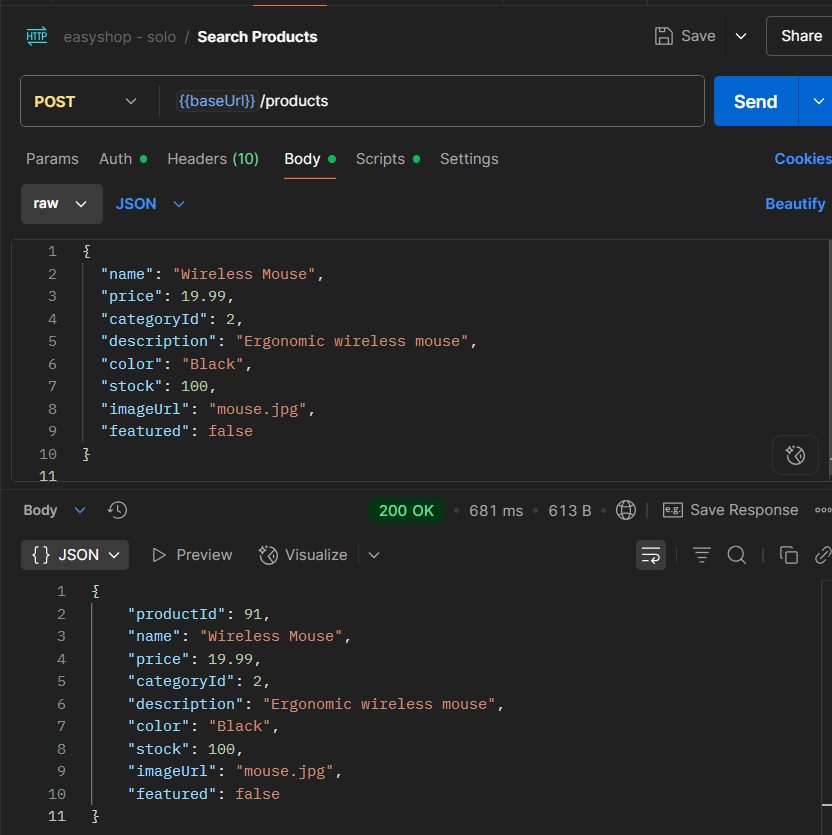 HTTP easyshop - solo / Search Products Save Share
POST {{baseUrl}} /products Send
Params Auth Headers (10) Body Scripts Settings Cookies
raw JSON Beautify
1 {
2 "name": "Wireless Mouse",
3 "price": 19.99,
4 "categoryId": 2,
5 "description": "Ergonomic wireless mouse",
6 "color": "Black",
7 "stock": 100,
8 "imageUrl": "mouse.jpg",
9 "featured": false
10 }
11
Body 200 OK • 681 ms • 613 B • e.g. Save Response
{} JSON Preview Visualize
1 {
2 "productId": 91,
3 "name": "Wireless Mouse",
4 "price": 19.99,
5 "categoryId": 2,
6 "description": "Ergonomic wireless mouse",
7 "color": "Black",
8 "stock": 100,
9 "imageUrl": "mouse.jpg",
10 "featured": false
11 }